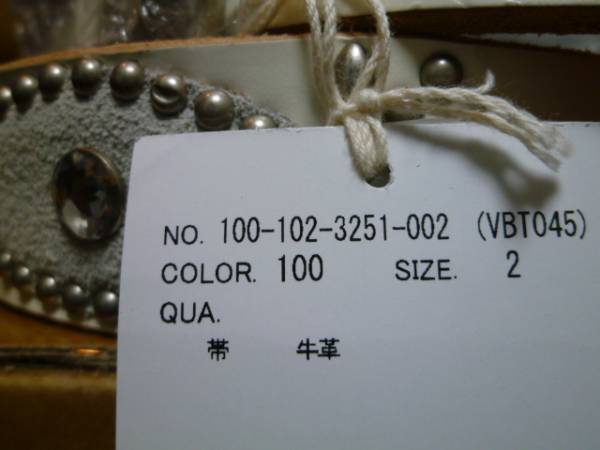 NO. 100-102-3251-002 (VBT045)
COLOR. 100 SIZE. 2
QUA.
帯 牛革